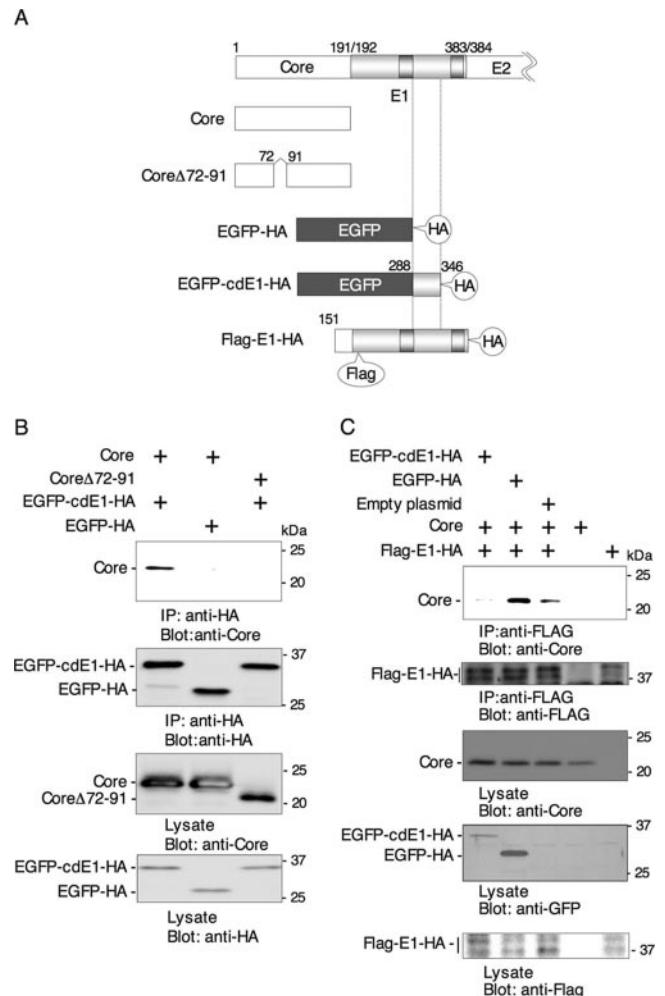 A
1 191/192 383/384
Core E2
E1
Core
72 91
CoreΔ72-91
EGFP-HA EGFP HA
288 346
EGFP-cdE1-HA EGFP HA
151
Flag-E1-HA HA
Flag
B
Core + +
CoreΔ72-91 +
EGFP-cdE1-HA + +
EGFP-HA + kDa
Core - - 25
- 20
IP: anti-HA
Blot:anti-Core
EGFP-cdE1-HA - - 37
EGFP-HA -
- 25
IP: anti-HA
Blot:anti-HA
Core - - 25
CoreΔ72-91 - - 20
Lysate
Blot: anti-Core
EGFP-cdE1-HA - - 37
EGFP-HA - - 25
Lysate
Blot: anti-HA
C
EGFP-cdE1-HA +
EGFP-HA +
Empty plasmid +
Core + + + +
Flag-E1-HA + + + + kDa
- 25
Core -
- 20
IP:anti-FLAG
Blot: anti-Core
Flag-E1-HA - - 37
IP:anti-FLAG
Blot: anti-FLAG
- 25
Core -
- 20
Lysate
Blot: anti-Core
EGFP-cdE1-HA - - 37
EGFP-HA -
- 25
Lysate
Blot: anti-GFP
Flag-E1-HA - - 37
Lysate
Blot: anti-Flag